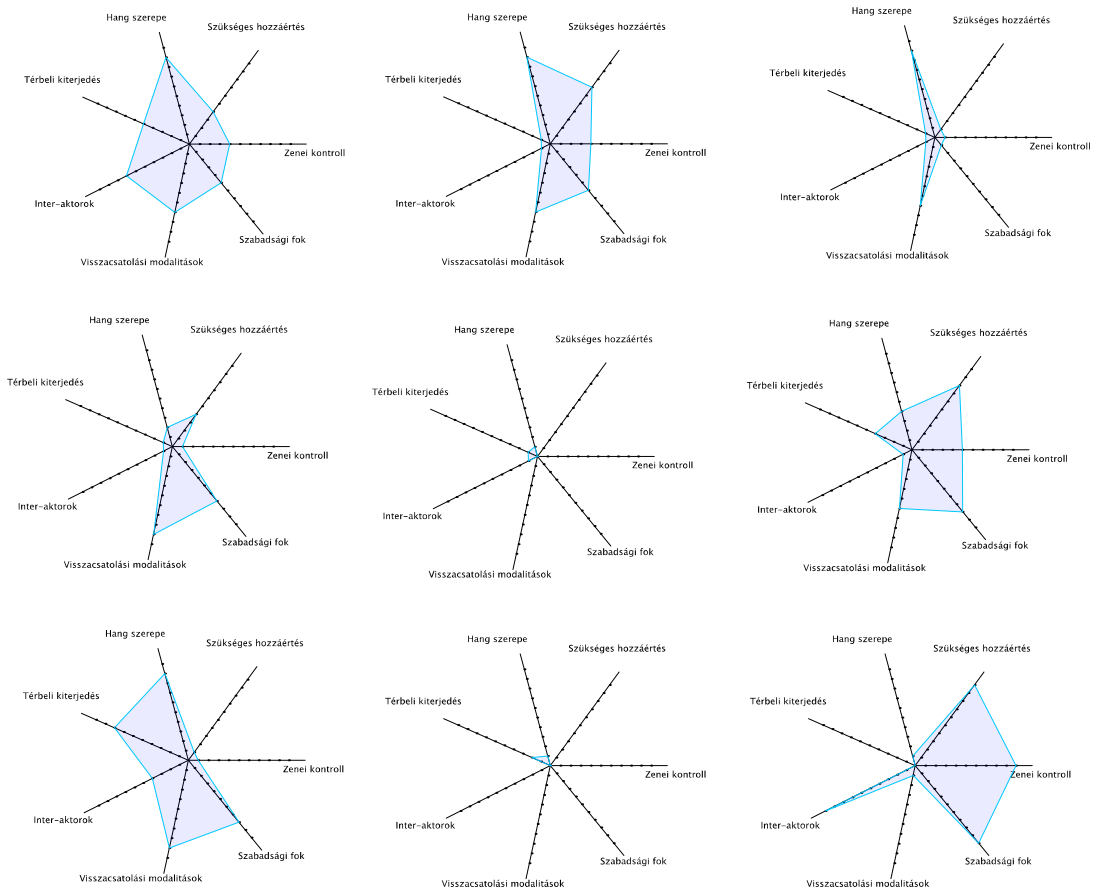 Hang szerepe
Szükséges hozzáértés
Térbeli kiterjedés
Zenei kontroll
Inter-aktorok
Szabadsági fok
Visszacsatolási modalitások
Hang szerepe
Szükséges hozzáértés
Térbeli kiterjedés
Zenei kontroll
Inter-aktorok
Szabadsági fok
Visszacsatolási modalitások
Hang szerepe
Szükséges hozzáértés
Térbeli kiterjedés
Zenei kontroll
Inter-aktorok
Szabadsági fok
Visszacsatolási modalitások
Hang szerepe
Szükséges hozzáértés
Térbeli kiterjedés
Zenei kontroll
Inter-aktorok
Szabadsági fok
Visszacsatolási modalitások
Hang szerepe
Szükséges hozzáértés
Térbeli kiterjedés
Zenei kontroll
Inter-aktorok
Szabadsági fok
Visszacsatolási modalitások
Hang szerepe
Szükséges hozzáértés
Térbeli kiterjedés
Zenei kontroll
Inter-aktorok
Szabadsági fok
Visszacsatolási modalitások
Hang szerepe
Szükséges hozzáértés
Térbeli kiterjedés
Zenei kontroll
Inter-aktorok
Szabadsági fok
Visszacsatolási modalitások
Hang szerepe
Szükséges hozzáértés
Térbeli kiterjedés
Zenei kontroll
Inter-aktorok
Szabadsági fok
Visszacsatolási modalitások
Hang szerepe
Szükséges hozzáértés
Térbeli kiterjedés
Zenei kontroll
Inter-aktorok
Szabadsági fok
Visszacsatolási modalitások